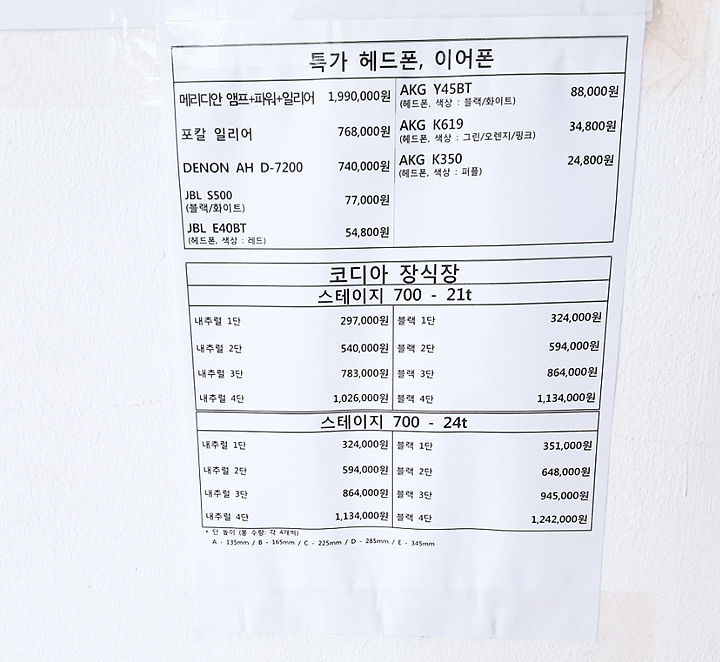 특가 헤드폰, 이어폰
메리디안 앰프+파워+일리어 1,990,000원
포칼 일리어 768,000원
DENON AH D-7200 740,000원
JBL S500 77,000원
(블랙/화이트)
JBL E40BT 54,800원
(헤드폰, 색상 : 레드)
AKG Y45BT 88,000원
(헤드폰, 색상 : 블랙/화이트)
AKG K619 34,800원
(헤드폰, 색상 : 그린/오렌지/핑크)
AKG K350 24,800원
(헤드폰, 색상 : 퍼플)
코디아 장식장
스테이지 700 - 21t
내추럴 1단 297,000원 블랙 1단 324,000원
내추럴 2단 540,000원 블랙 2단 594,000원
내추럴 3단 783,000원 블랙 3단 864,000원
내추럴 4단 1,026,000원 블랙 4단 1,134,000원
스테이지 700 - 24t
내추럴 1단 324,000원 블랙 1단 351,000원
내추럴 2단 594,000원 블랙 2단 648,000원
내추럴 3단 864,000원 블랙 3단 945,000원
내추럴 4단 1,134,000원 블랙 4단 1,242,000원
* 단 높이 (봉 수량: 각 4개씩)
A - 135mm / B - 165mm / C - 225mm / D - 285mm / E - 345mm